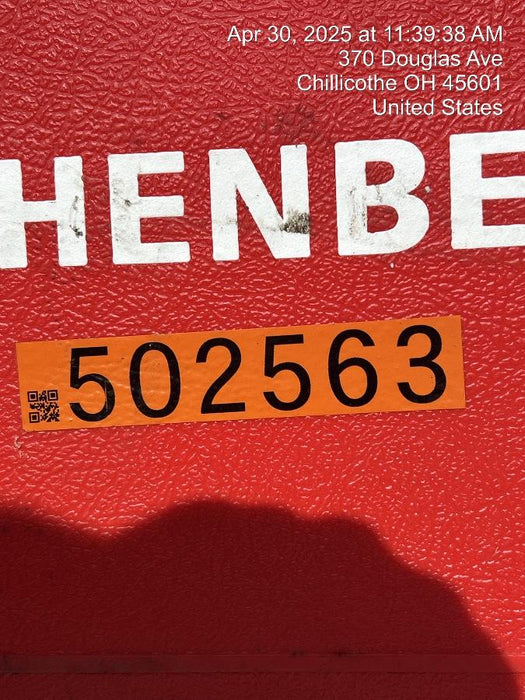 Apr 30, 2025 at 11:39:38 AM
370 Douglas Ave
Chillicothe OH 45601
United States
HENBE
502563